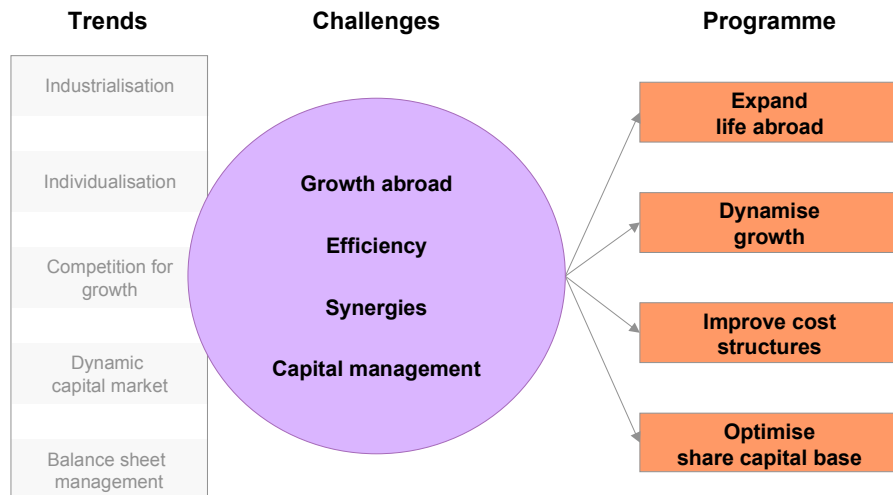 Trends
Challenges
Programme
Industrialisation
Individualisation
Competition for
growth
Dynamic
capital market
Balance sheet
management
Growth abroad
Efficiency
Synergies
Capital management
Expand
life abroad
Dynamise
growth
Improve cost
structures
Optimise
share capital base